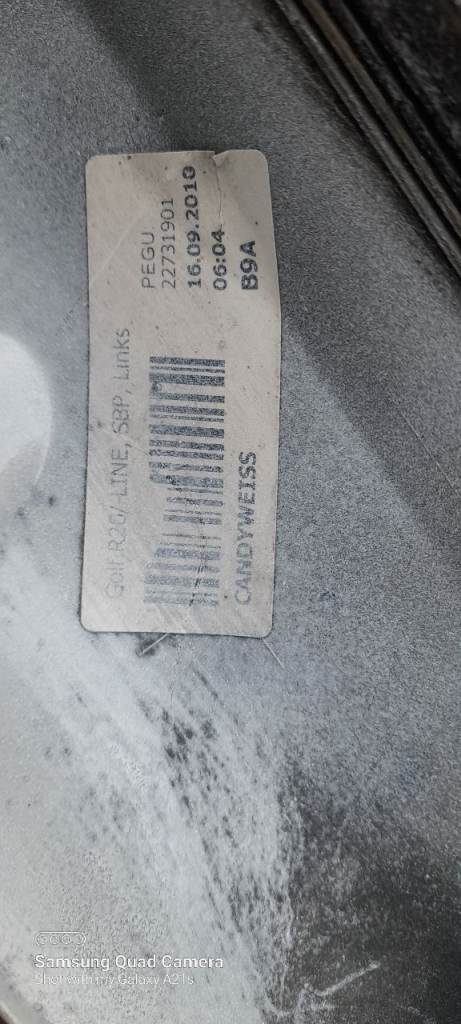 Golf R20/-LINE, SBP, Links
PEGU
22731901
16.09.2010
06:04
CANDYWEISS B9A
Samsung Quad Camera
Shot with my Galaxy A21s